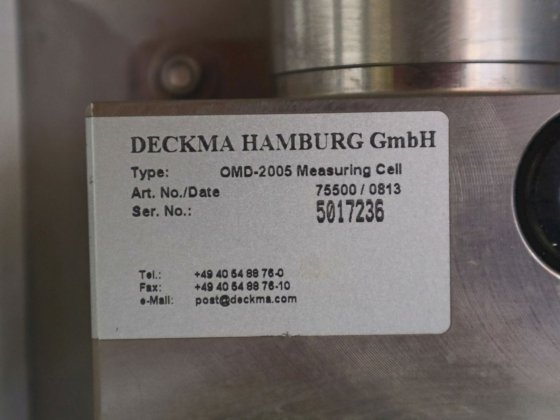 DECKMA HAMBURG GmbH
Type: OMD-2005 Measuring Cell
Art. No./Date 75500 / 0813
Ser. No.: 5017236
Tel.: +49 40 54 88 76-0
Fax: +49 40 54 88 76-10
e-Mail: post@deckma.com